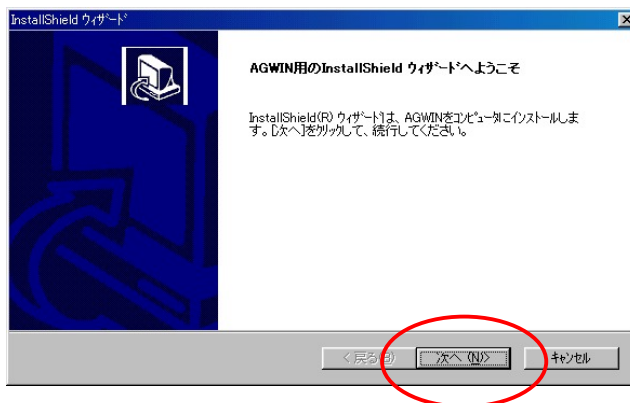 InstallShield ウィザード
AGWIN用のInstallShield ウィザードへようこそ
InstallShield(R) ウィザードは、AGWINをコンピュータにインストールしま
す。[次へ]をクリックして、続行してください。
< 戻る(B)
次へ (N)>
キャンセル